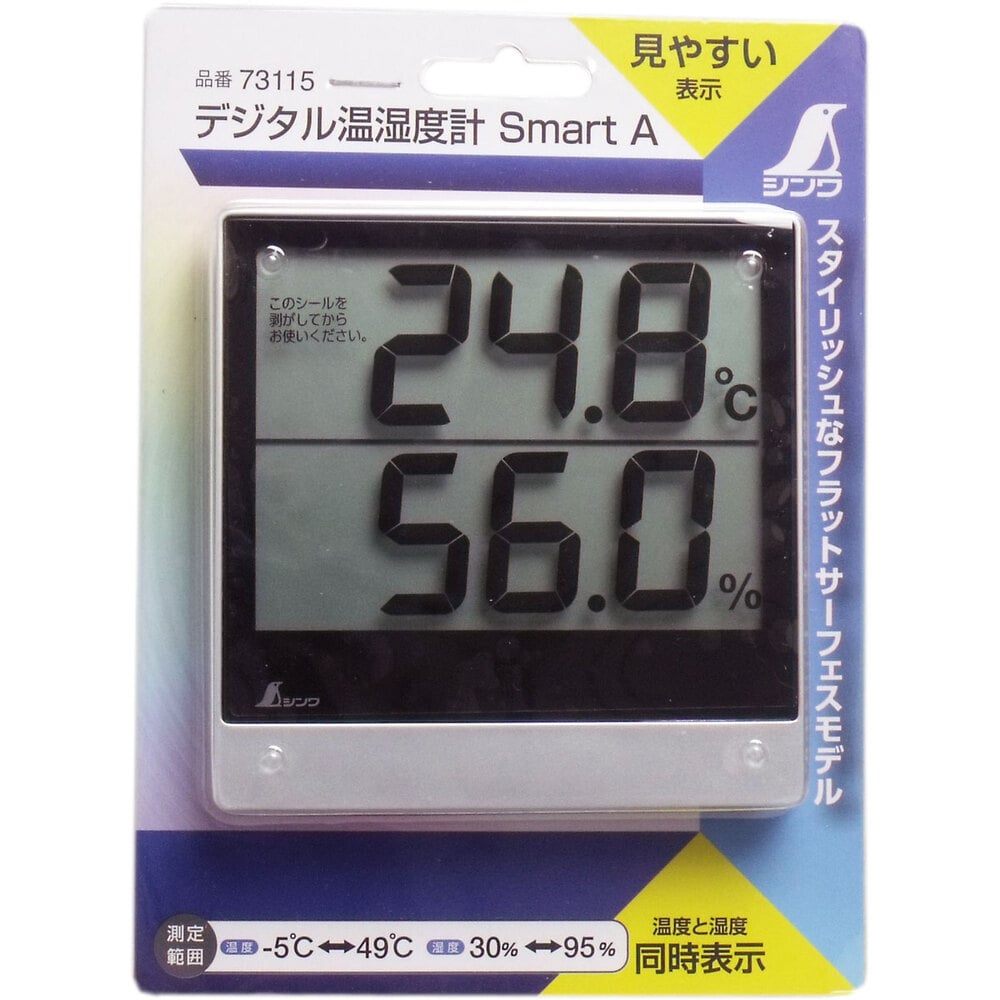 品番 73115
デジタル温湿度計 Smart A
見やすい
表示
シンワ
スタイリッシュなフラットサーフェスモデル
このシールを
剥がしてから
お使いください。
24.8℃
56.0%
シンワ
測定
範囲
温度 -5℃↔49℃ 湿度 30%↔95%
温度と湿度
同時表示